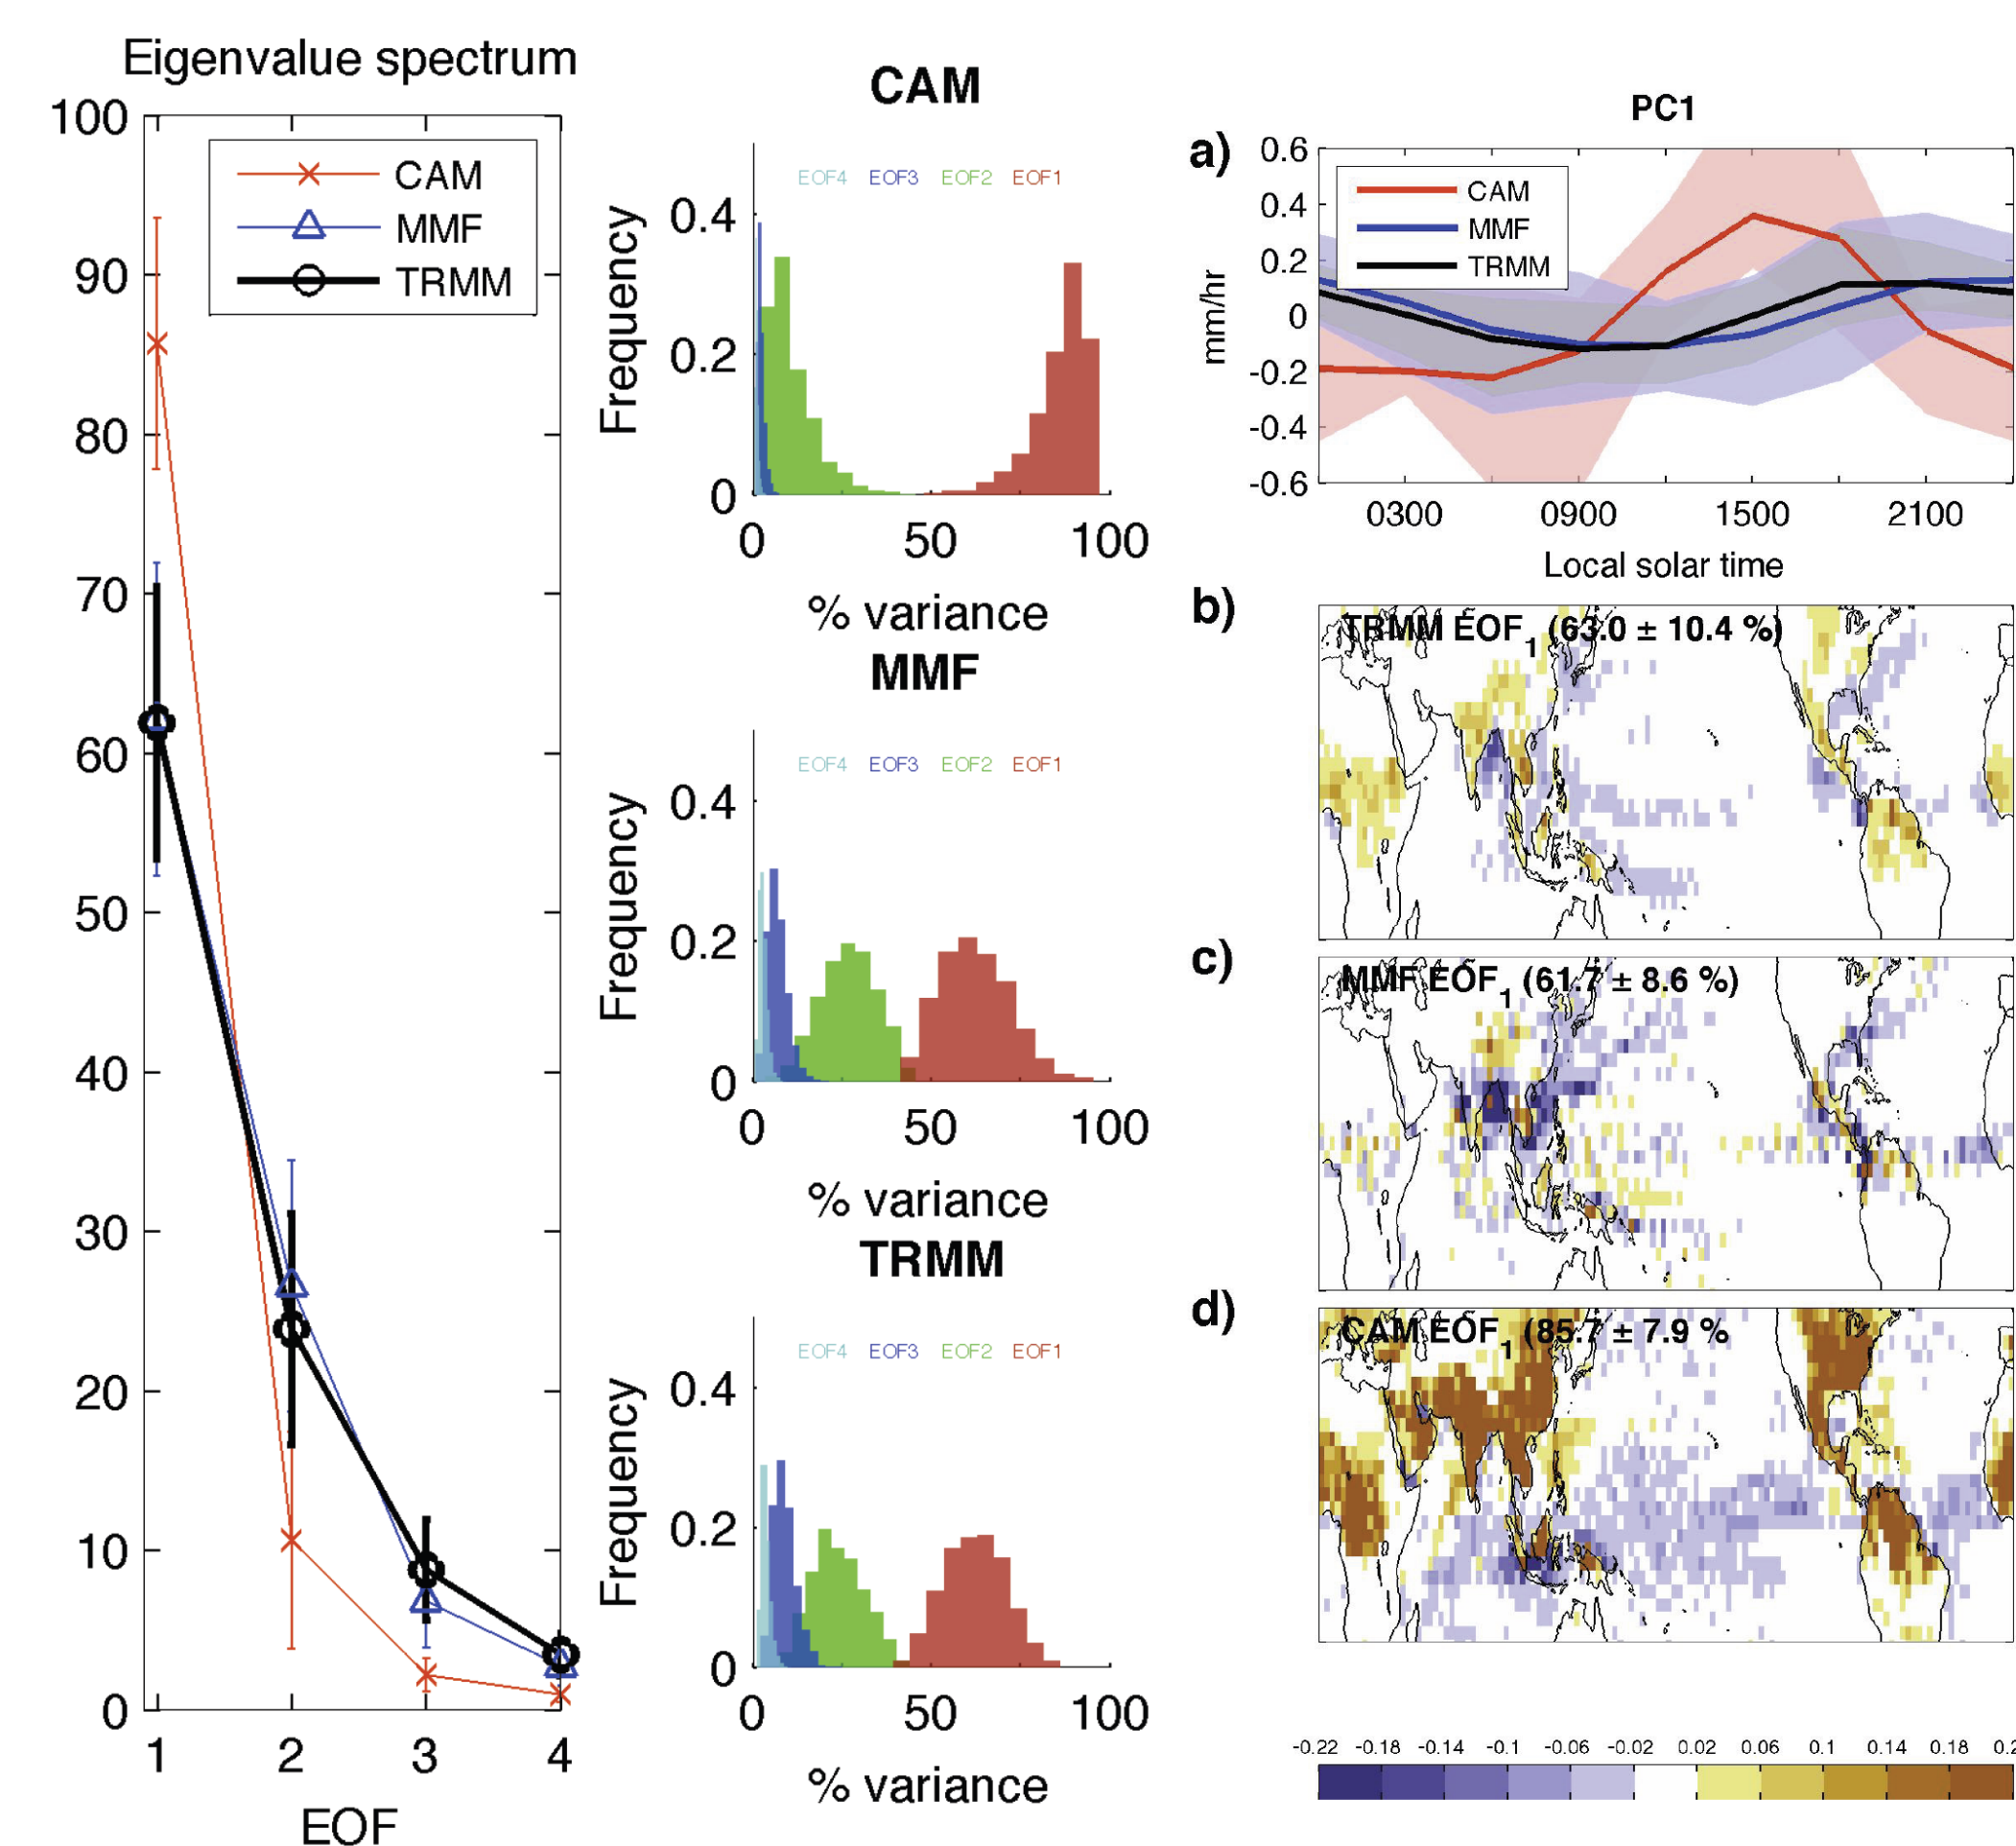 Eigenvalue spectrum
100
90
80
70
60
50
40
30
20
10
0
1 2 3 4
EOF
CAM
MMF
TRMM
CAM
EOF4 EOF3 EOF2 EOF1
Frequency
0.4
0.2
0
0 50 100
% variance
MMF
EOF4 EOF3 EOF2 EOF1
Frequency
0.4
0.2
0
0 50 100
% variance
TRMM
EOF4 EOF3 EOF2 EOF1
Frequency
0.4
0.2
0
0 50 100
% variance
PC1
a)
mm/hr
0.6
0.4
0.2
0
-0.2
-0.4
-0.6
CAM
MMF
TRMM
0300 0900 1500 2100
Local solar time
b)
TRMM EOF1 (63.0 ± 10.4 %)
c)
MMF EOF1 (61.7 ± 8.6 %)
d)
CAM EOF1 (85.7 ± 7.9 %
-0.22 -0.18 -0.14 -0.1 -0.06 -0.02 0.02 0.06 0.1 0.14 0.18